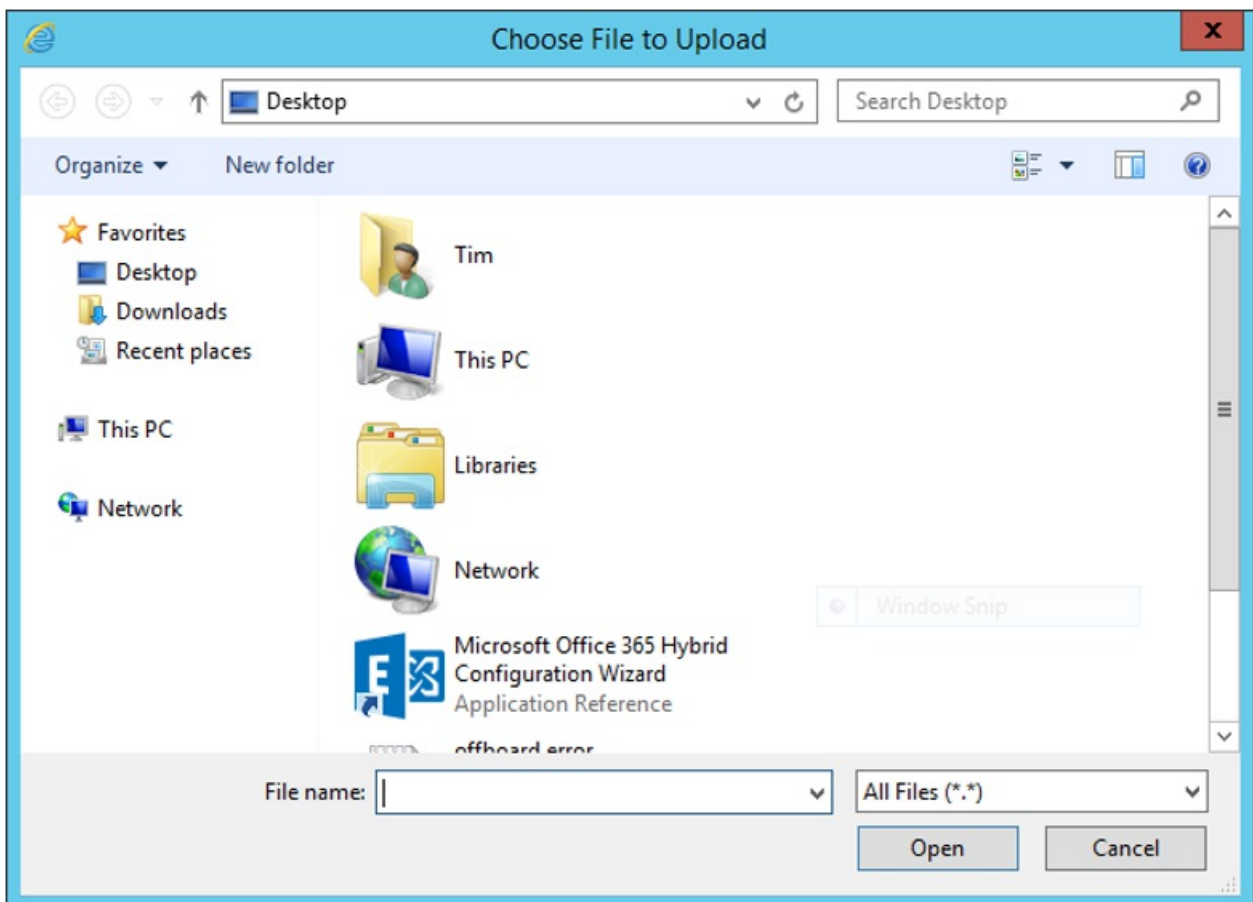 Choose File to Upload
x
Desktop
Search Desktop
Organize
New folder
?
Favorites
Desktop
Downloads
Recent places
This PC
Network
Tim
This PC
Libraries
Network
Microsoft Office 365 Hybrid
Configuration Wizard
Application Reference
offboard error
Window Snip
File name:
All Files (*.*)
Open
Cancel